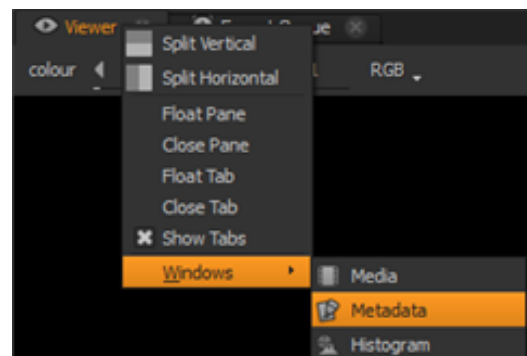 Viewer
ue
Split Vertical
colour
Split Horizontal
RGB
Float Pane
Close Pane
Float Tab
Close Tab
Show Tabs
Windows
Media
Metadata
Histogram